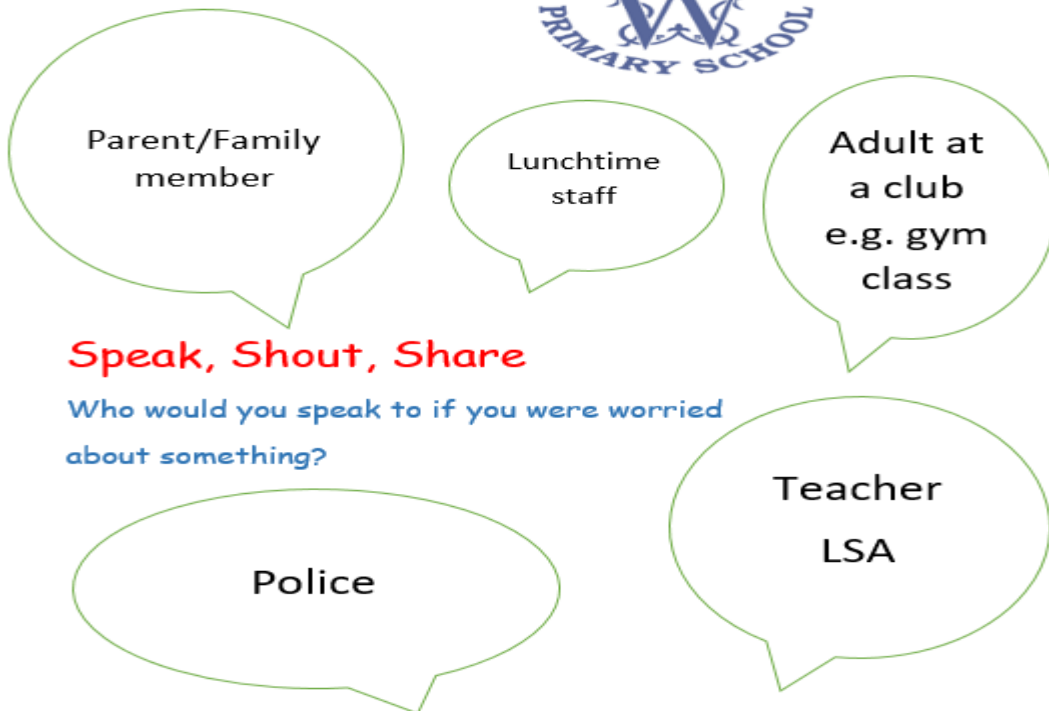 W
PRIMARY SCHOOL
Parent/Family
member
Lunchtime
staff
Adult at
a club
e.g. gym
class
Speak, Shout, Share
Who would you speak to if you were worried
about something?
Teacher
LSA
Police